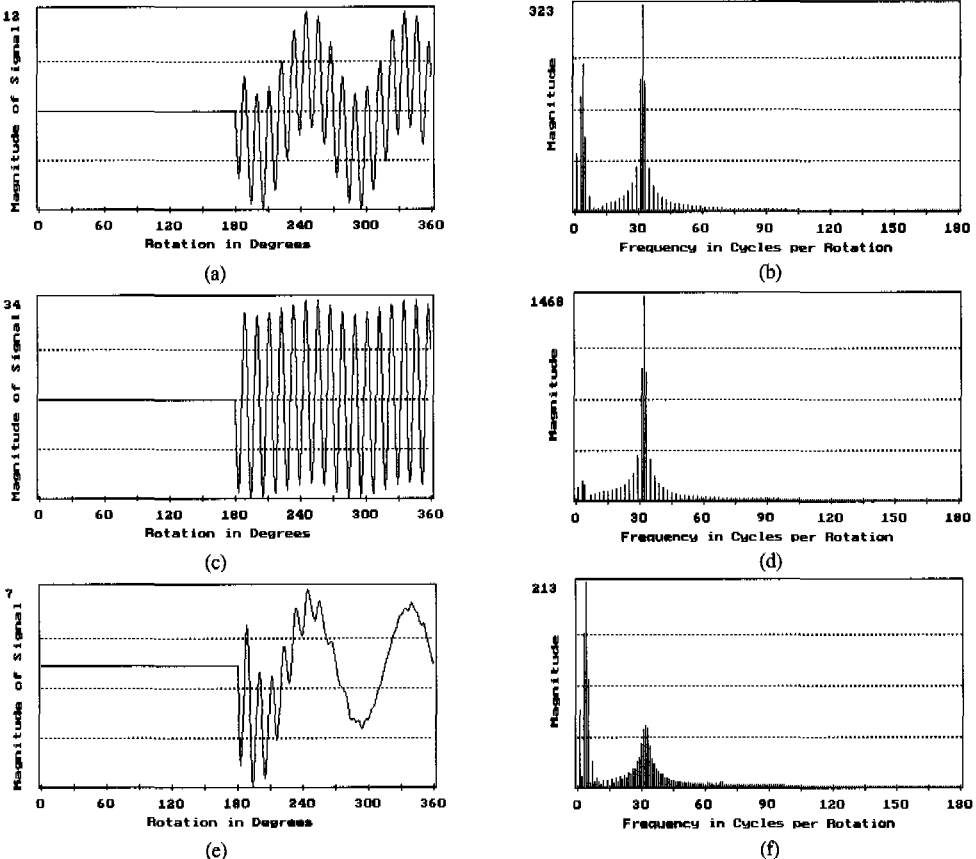 13
Magnitude of Signal
0 60 120 180 240 300 360
Rotation in Degrees
(a)
323
Magnitude
0 30 60 90 120 150 180
Frequency in Cycles per Rotation
(b)
34
Magnitude of Signal
0 60 120 180 240 300 360
Rotation in Degrees
(c)
1468
Magnitude
0 30 60 90 120 150 180
Frequency in Cycles per Rotation
(d)
7
Magnitude of Signal
0 60 120 180 240 300 360
Rotation in Degrees
(e)
213
Magnitude
0 30 60 90 120 150 180
Frequency in Cycles per Rotation
(f)